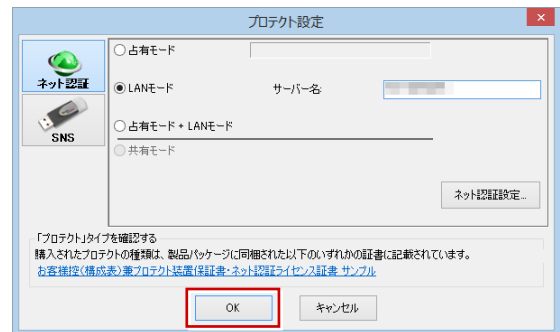 プロテクト設定
ネット認証
SNS
占有モード
LANモード
サーバー名:
占有モード + LANモード
共有モード
ネット認証設定...
「プロテクト」タイプを確認する
購入されたプロテクトの種類は、製品パッケージに同梱された以下のいずれかの証書に記載されています。
お客様控(構成表)兼プロテクト装置保証書・ネット認証ライセンス証書 サンプル
OK
キャンセル